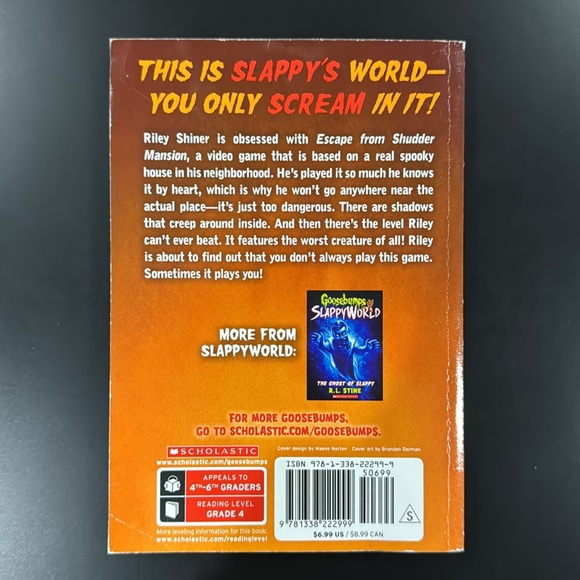 THIS IS SLAPPY'S WORLD—
YOU ONLY SCREAM IN IT!
Riley Shiner is obsessed with Escape from Shudder
Mansion, a video game that is based on a real spooky
house in his neighborhood. He's played it so much he knows
it by heart, which is why he won't go anywhere near the
actual place—it's just too dangerous. There are shadows
that creep around inside. And then there's the level Riley
can't ever beat. It features the worst creature of all! Riley
is about to find out that you don't always play this game.
Sometimes it plays you!
MORE FROM
SLAPPYWORLD:
Goosebumps
SLAPPYWORLD
THE GHOST OF SLAPPY
R.L. STINE
SCHOLASTIC
FOR MORE GOOSEBUMPS,
GO TO SCHOLASTIC.COM/GOOSEBUMPS.
SCHOLASTIC
www.scholastic.com/goosebumps
Cover design by Maeve Norton Cover art by Brandon Dorman
APPEALS TO
4TH–6TH GRADERS
READING LEVEL
GRADE 4
More leveling information for this book:
www.scholastic.com/readinglevel
ISBN 978-1-338-22299-9
50699
9 781338 222999
$6.99 US / $8.99 CAN
S